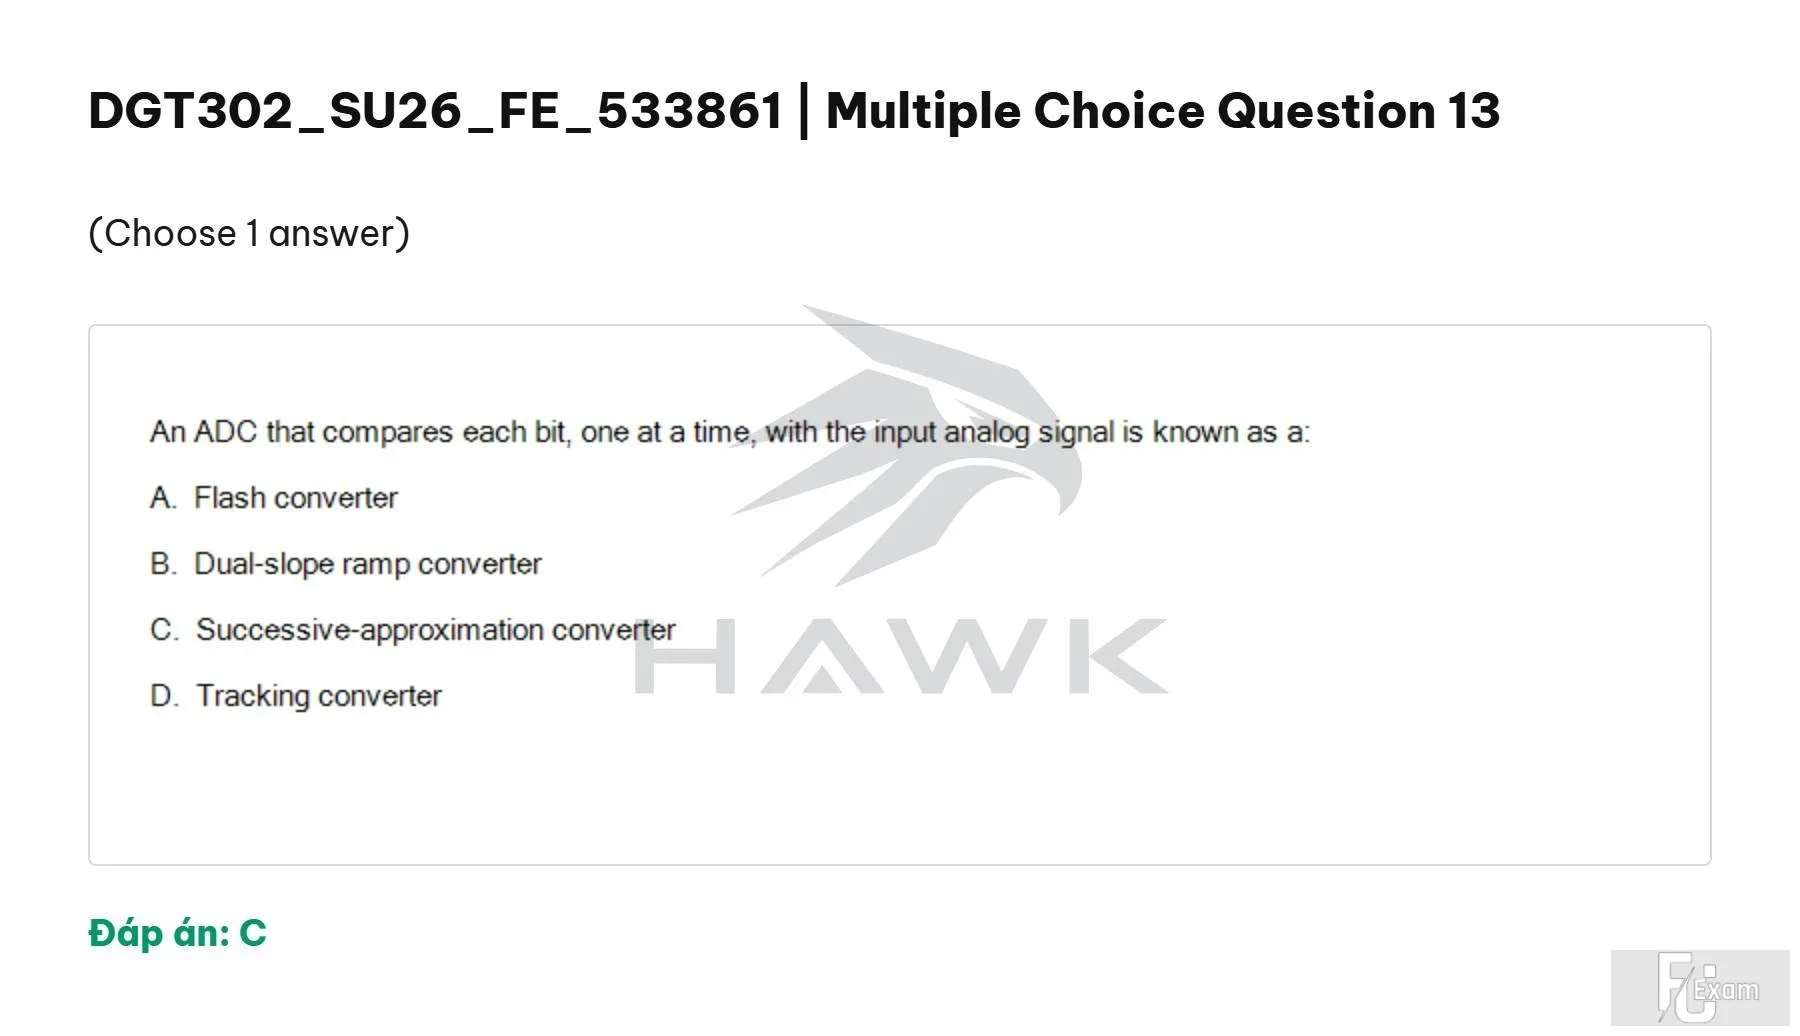 DGT302_SU26_FE_533861 | Multiple Choice Question 13
(Choose 1 answer)
An ADC that compares each bit, one at a time, with the input analog signal is known as a:
A. Flash converter
B. Dual-slope ramp converter
C. Successive-approximation converter
D. Tracking converter
HAWK
Đáp án: C
FU Exam